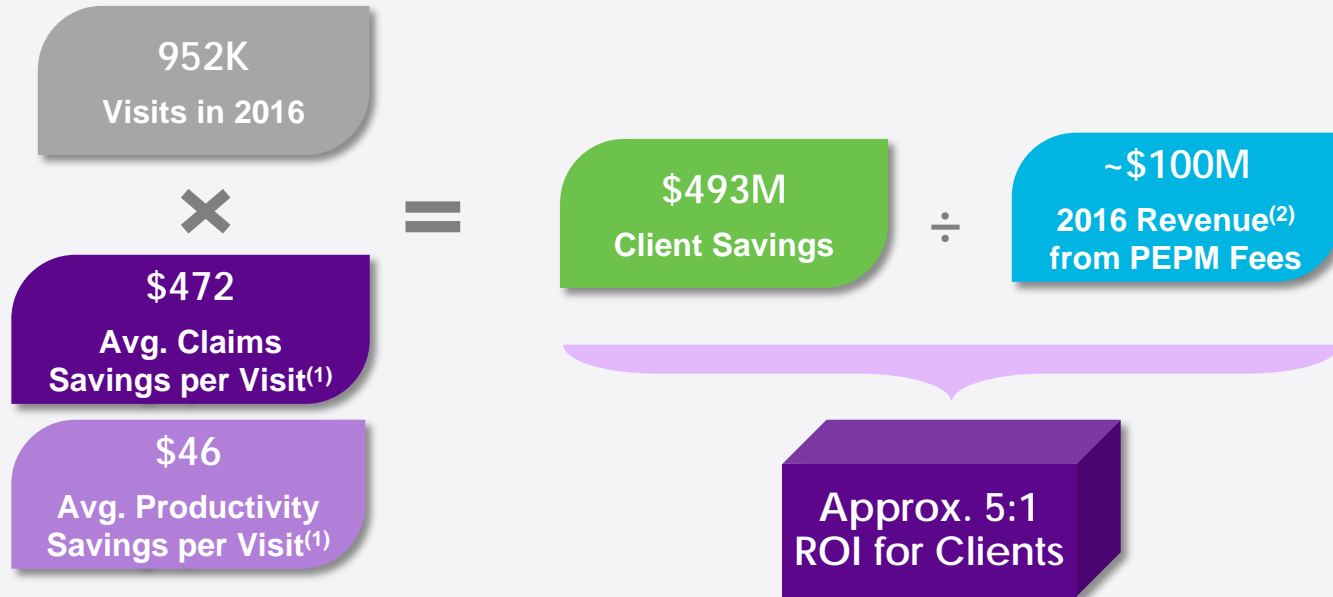 952K
Visits in 2016
×
$472
Avg. Claims
Savings per Visit(1)
$46
Avg. Productivity
Savings per Visit(1)
=
$493M
Client Savings
÷
~$100M
2016 Revenue(2)
from PEPM Fees
Approx. 5:1
ROI for Clients